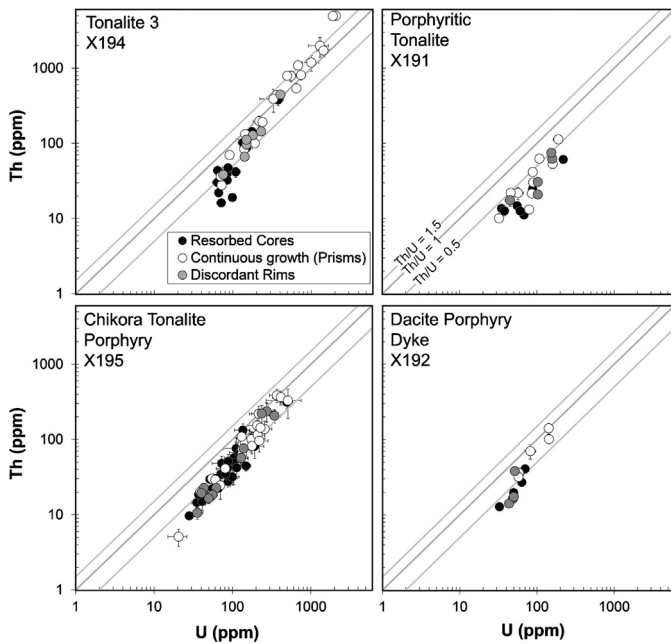 Tonalite 3
X194
Th (ppm)
1000
100
10
1
Resorbed Cores
Continuous growth (Prisms)
Discordant Rims
Porphyritic
Tonalite
X191
Th/U = 1.5
Th/U = 1
Th/U = 0.5
Chikora Tonalite
Porphyry
X195
Th (ppm)
1000
100
10
1
1 10 100 1000
U (ppm)
Dacite Porphyry
Dyke
X192
1 10 100 1000
U (ppm)